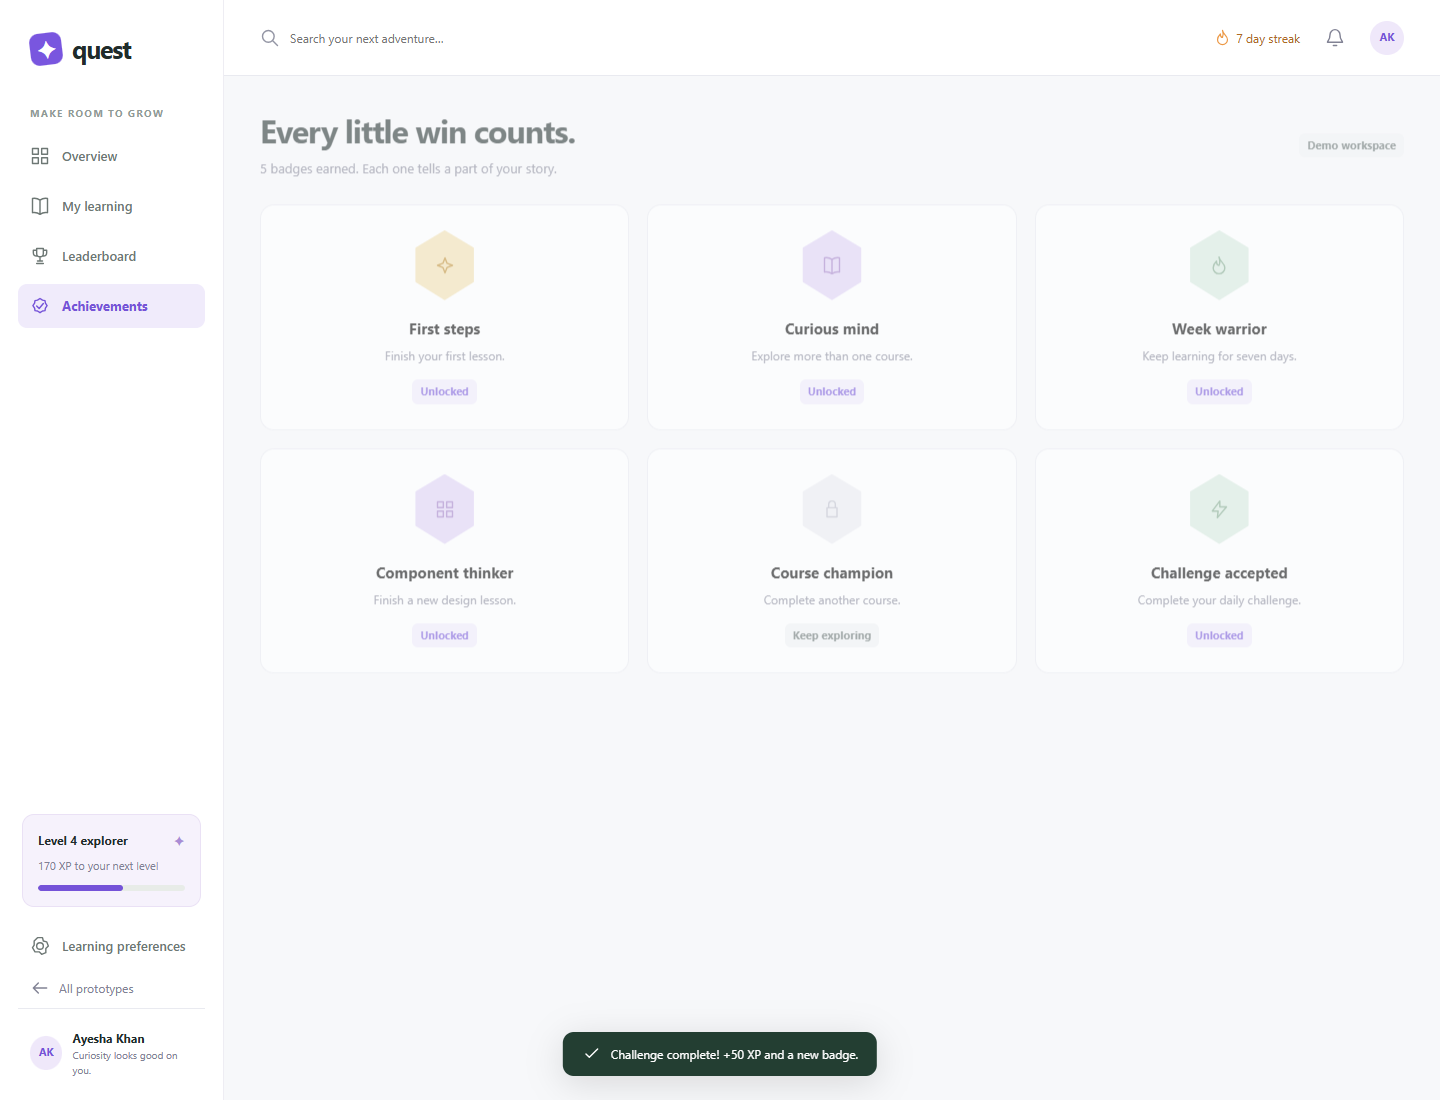 quest
Search your next adventure...
7 day streak
AK
MAKE ROOM TO GROW
Overview
My learning
Leaderboard
Achievements
Every little win counts.
5 badges earned. Each one tells a part of your story.
Demo workspace
First steps
Finish your first lesson.
Unlocked
Curious mind
Explore more than one course.
Unlocked
Week warrior
Keep learning for seven days.
Unlocked
Component thinker
Finish a new design lesson.
Unlocked
Course champion
Complete another course.
Keep exploring
Challenge accepted
Complete your daily challenge.
Unlocked
Level 4 explorer
170 XP to your next level
Learning preferences
All prototypes
AK
Ayesha Khan
Curiosity looks good on
you.
Challenge complete! +50 XP and a new badge.